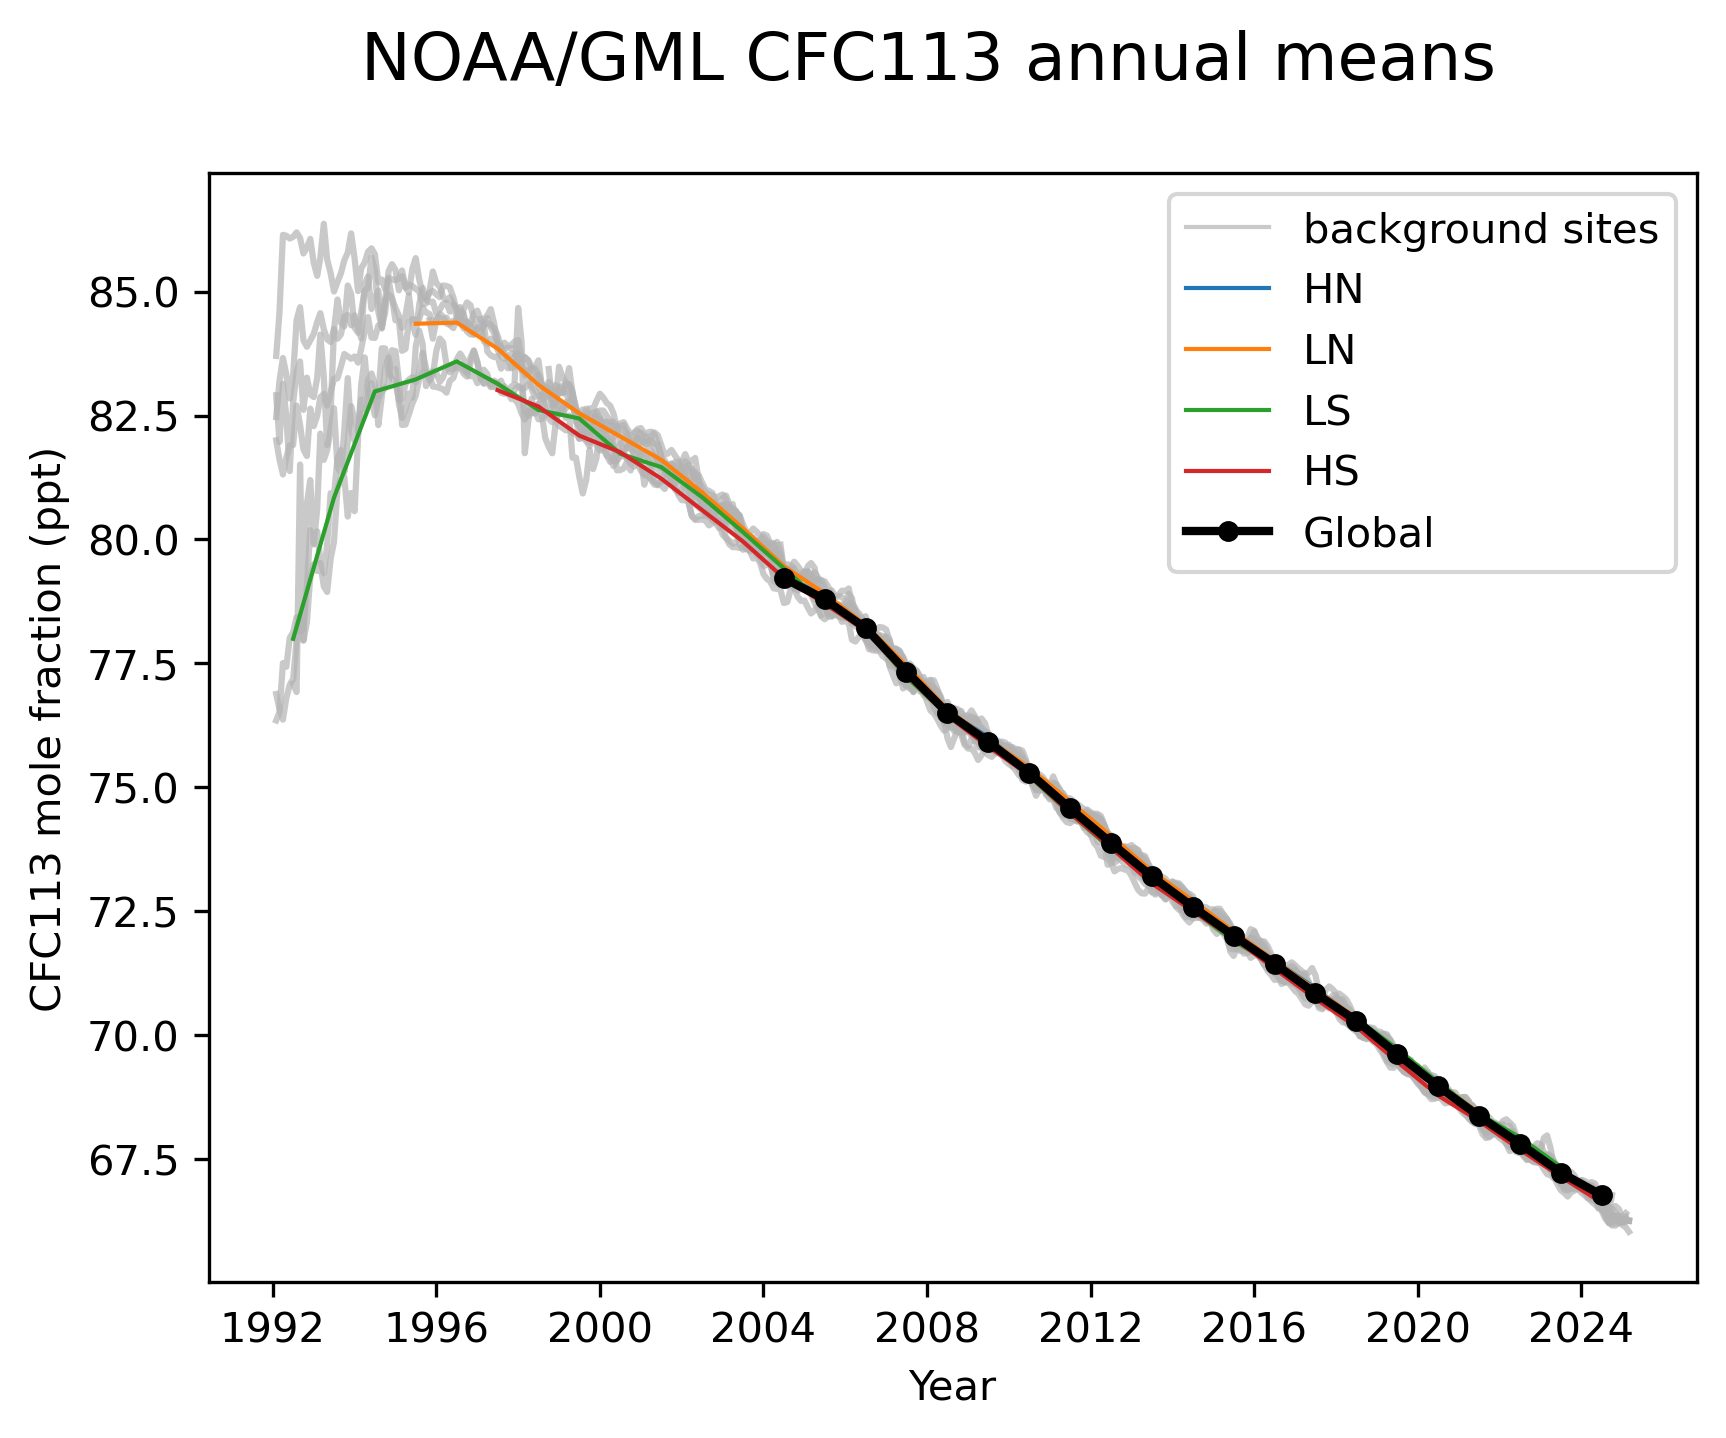 NOAA/GML CFC113 annual means
background sites
HN
LN
LS
HS
Global
CFC113 mole fraction (ppt)
85.0
82.5
80.0
77.5
75.0
72.5
70.0
67.5
1992 1996 2000 2004 2008 2012 2016 2020 2024
Year